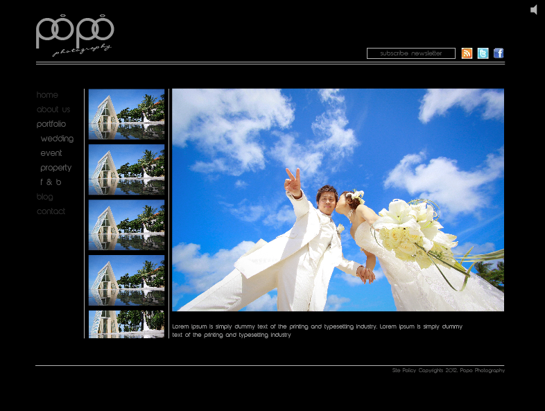 popo
photography
subscribe newsletter
home
about us
portfolio
wedding
event
property
f & b
blog
contact
Lorem Ipsum is simply dummy text of the printing and typesetting industry. Lorem Ipsum is simply dummy
text of the printing and typesetting industry
Site Policy Copyrights 2012, Popo Photography